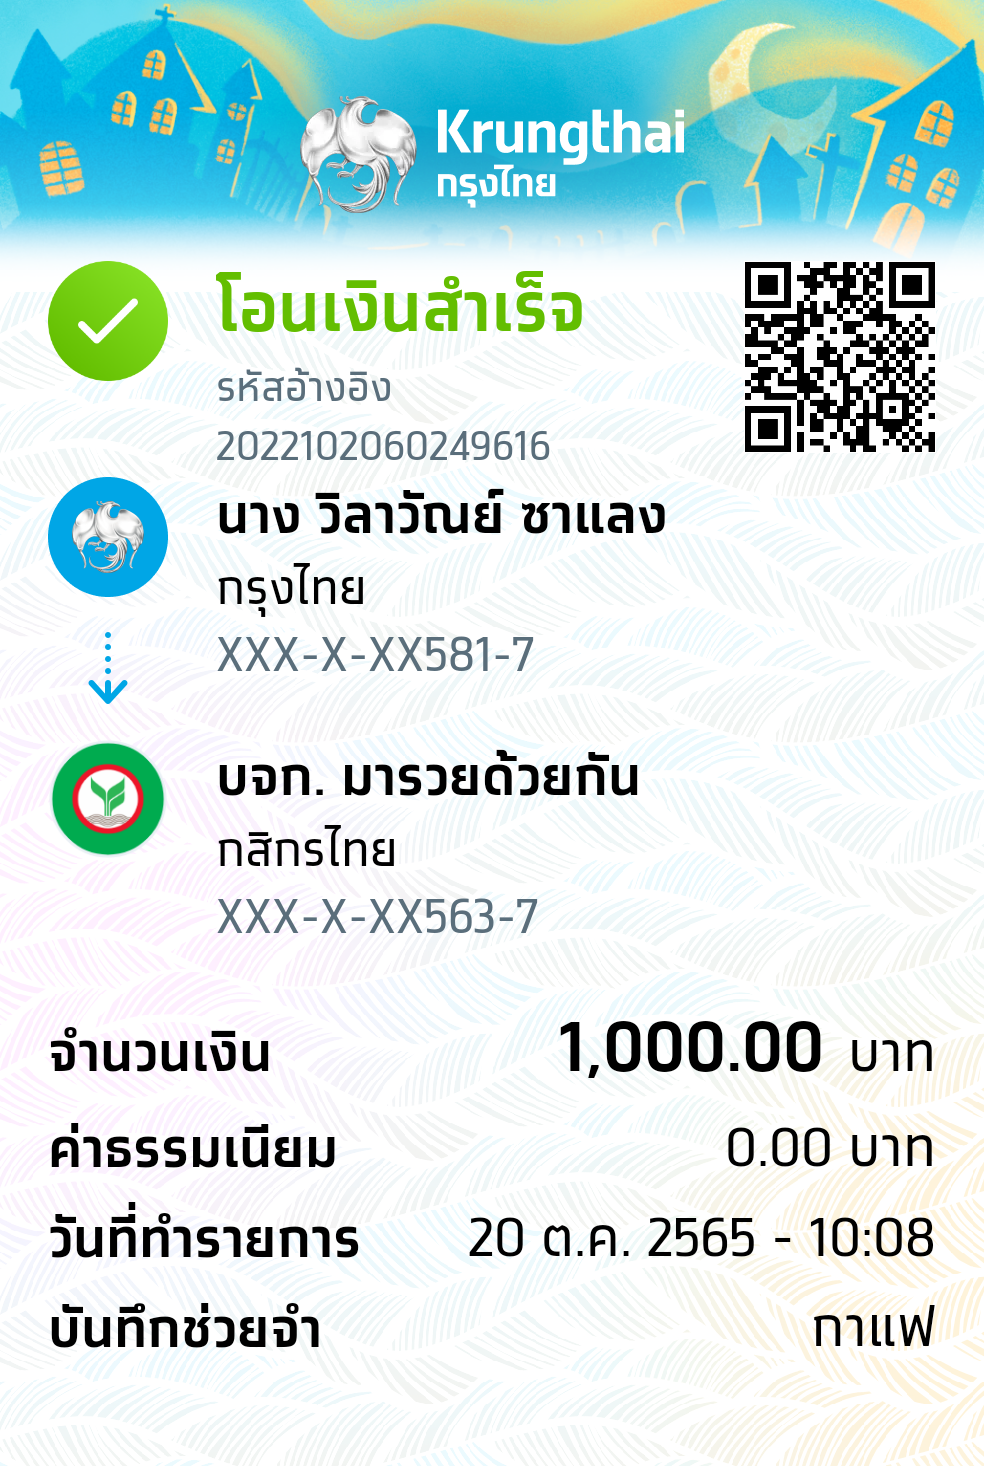 Krungthai
กรุงไทย
โอนเงินสำเร็จ
รหัสอ้างอิง
2022102060249616
นาง วิลาวัณย์ ซาแลง
กรุงไทย
XXX-X-XX581-7
บจก. มารวยด้วยกัน
กสิกรไทย
XXX-X-XX563-7
จำนวนเงิน 1,000.00 บาท
ค่าธรรมเนียม 0.00 บาท
วันที่ทำรายการ 20 ต.ค. 2565 - 10:08
บันทึกช่วยจำ กาแฟ